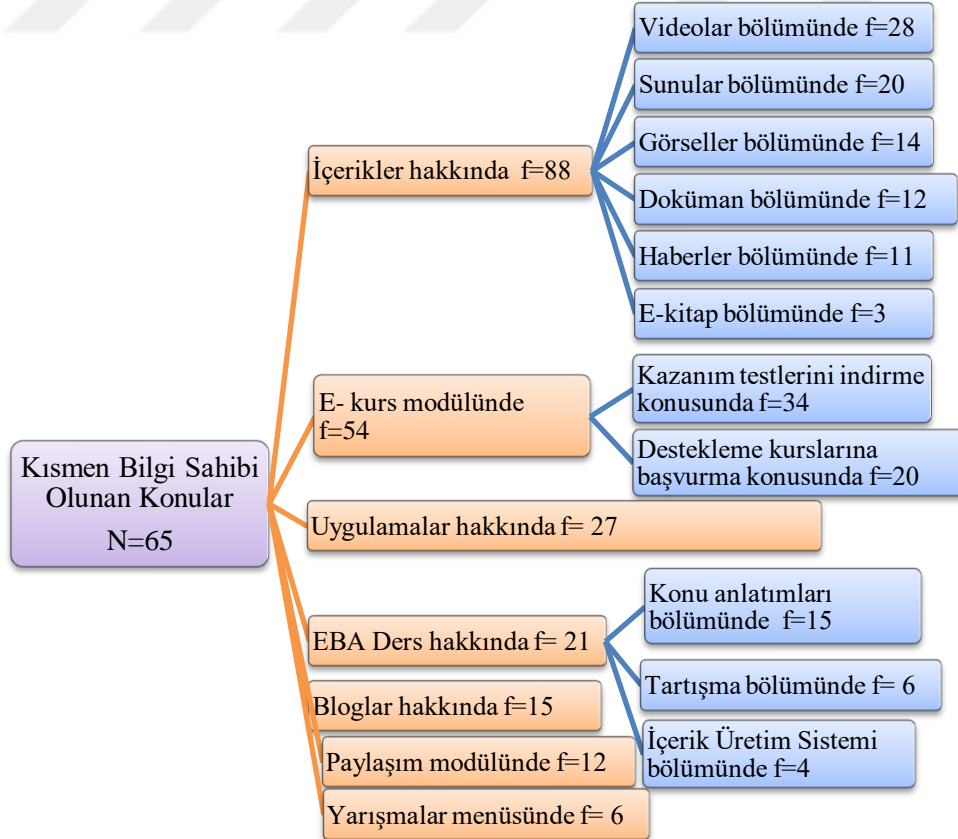 Kısmen Bilgi Sahibi
Olunan Konular
N=65
İçerikler hakkında f=88
Videolar bölümünde f=28
Sunular bölümünde f=20
Görseller bölümünde f=14
Doküman bölümünde f=12
Haberler bölümünde f=11
E-kitap bölümünde f=3
E- kurs modülünde
f=54
Kazanım testlerini indirme
konusunda f=34
Destekleme kurslarına
başvurma konusunda f=20
Uygulamalar hakkında f= 27
EBA Ders hakkında f= 21
Konu anlatımları
bölümünde f=15
Tartışma bölümünde f= 6
İçerik Üretim Sistemi
bölümünde f=4
Bloglar hakkında f=15
Paylaşım modülünde f=12
Yarışmalar menüsünde f= 6